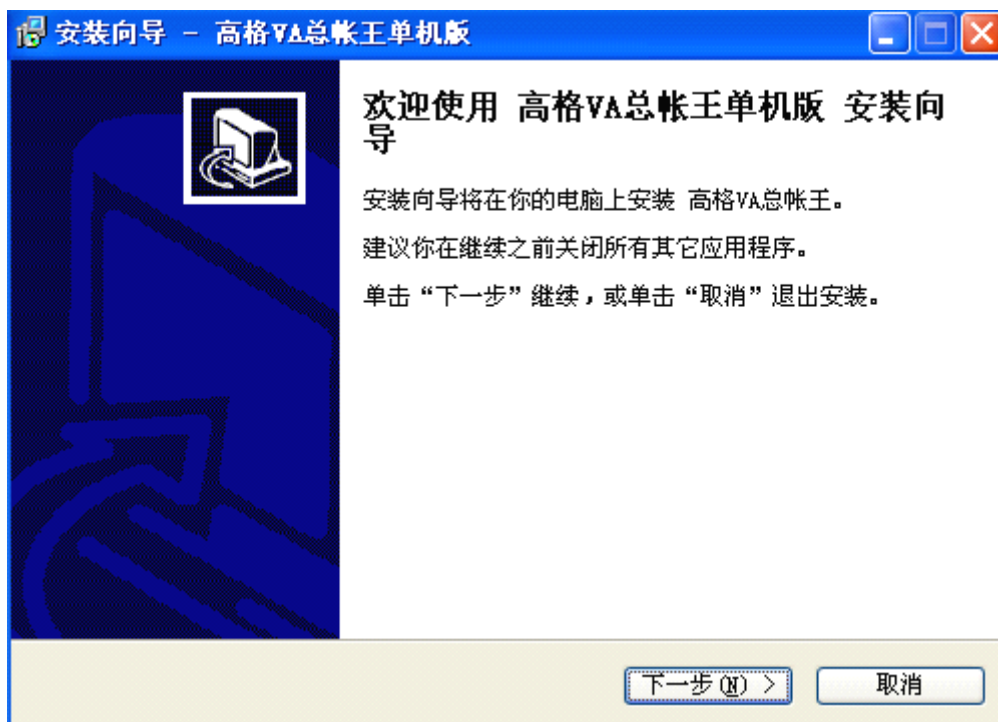 安装向导 - 高格VA总帐王单机版
欢迎使用 高格VA总帐王单机版 安装向
导
安装向导将在你的电脑上安装 高格VA总帐王。
建议你在继续之前关闭所有其它应用程序。
单击“下一步”继续，或单击“取消”退出安装。
下一步(N) >
取消